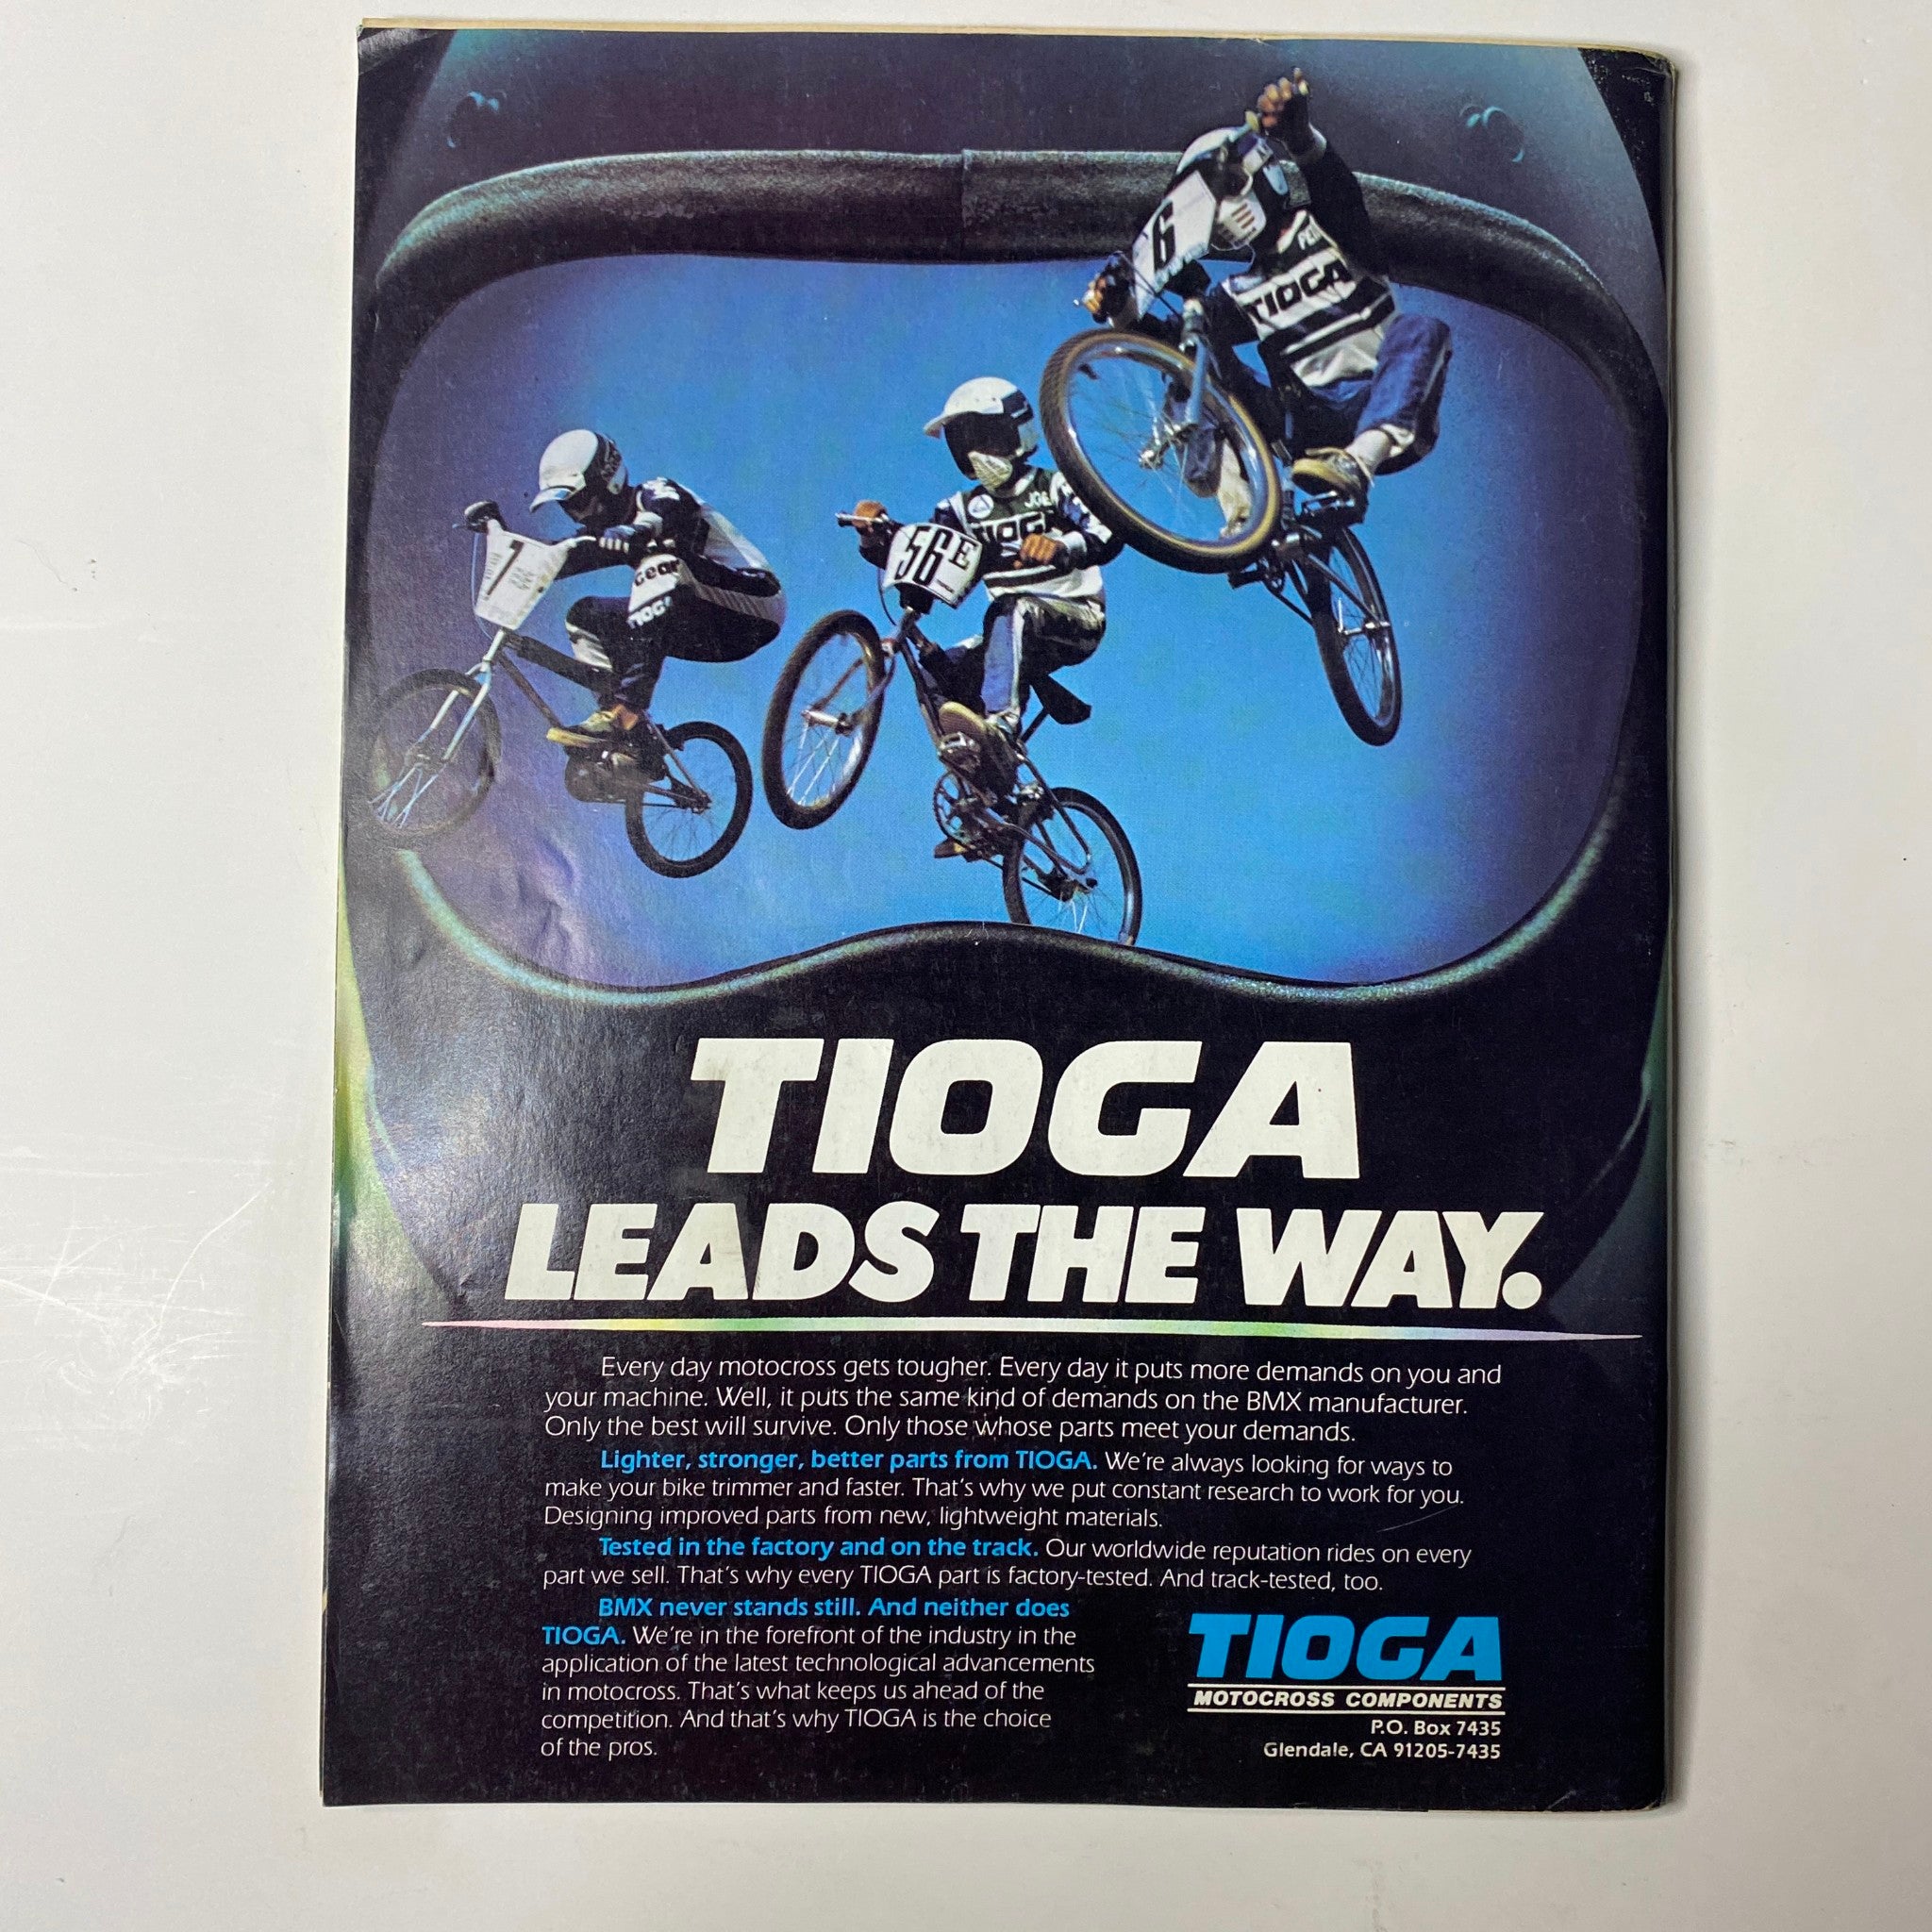 6
TIOGA
JOE
TIOGA
56E
7
Gear
TIOGA
TIOGA
LEADS THE WAY.
Every day motocross gets tougher. Every day it puts more demands on you and
your machine. Well, it puts the same kind of demands on the BMX manufacturer.
Only the best will survive. Only those whose parts meet your demands.
Lighter, stronger, better parts from TIOGA. We're always looking for ways to
make your bike trimmer and faster. That's why we put constant research to work for you.
Designing improved parts from new, lightweight materials.
Tested in the factory and on the track. Our worldwide reputation rides on every
part we sell. That's why every TIOGA part is factory-tested. And track-tested, too.
BMX never stands still. And neither does
TIOGA. We're in the forefront of the industry in the
application of the latest technological advancements
in motocross. That's what keeps us ahead of the
competition. And that's why TIOGA is the choice
of the pros.
TIOGA
MOTOCROSS COMPONENTS
P.O. Box 7435
Glendale, CA 91205-7435